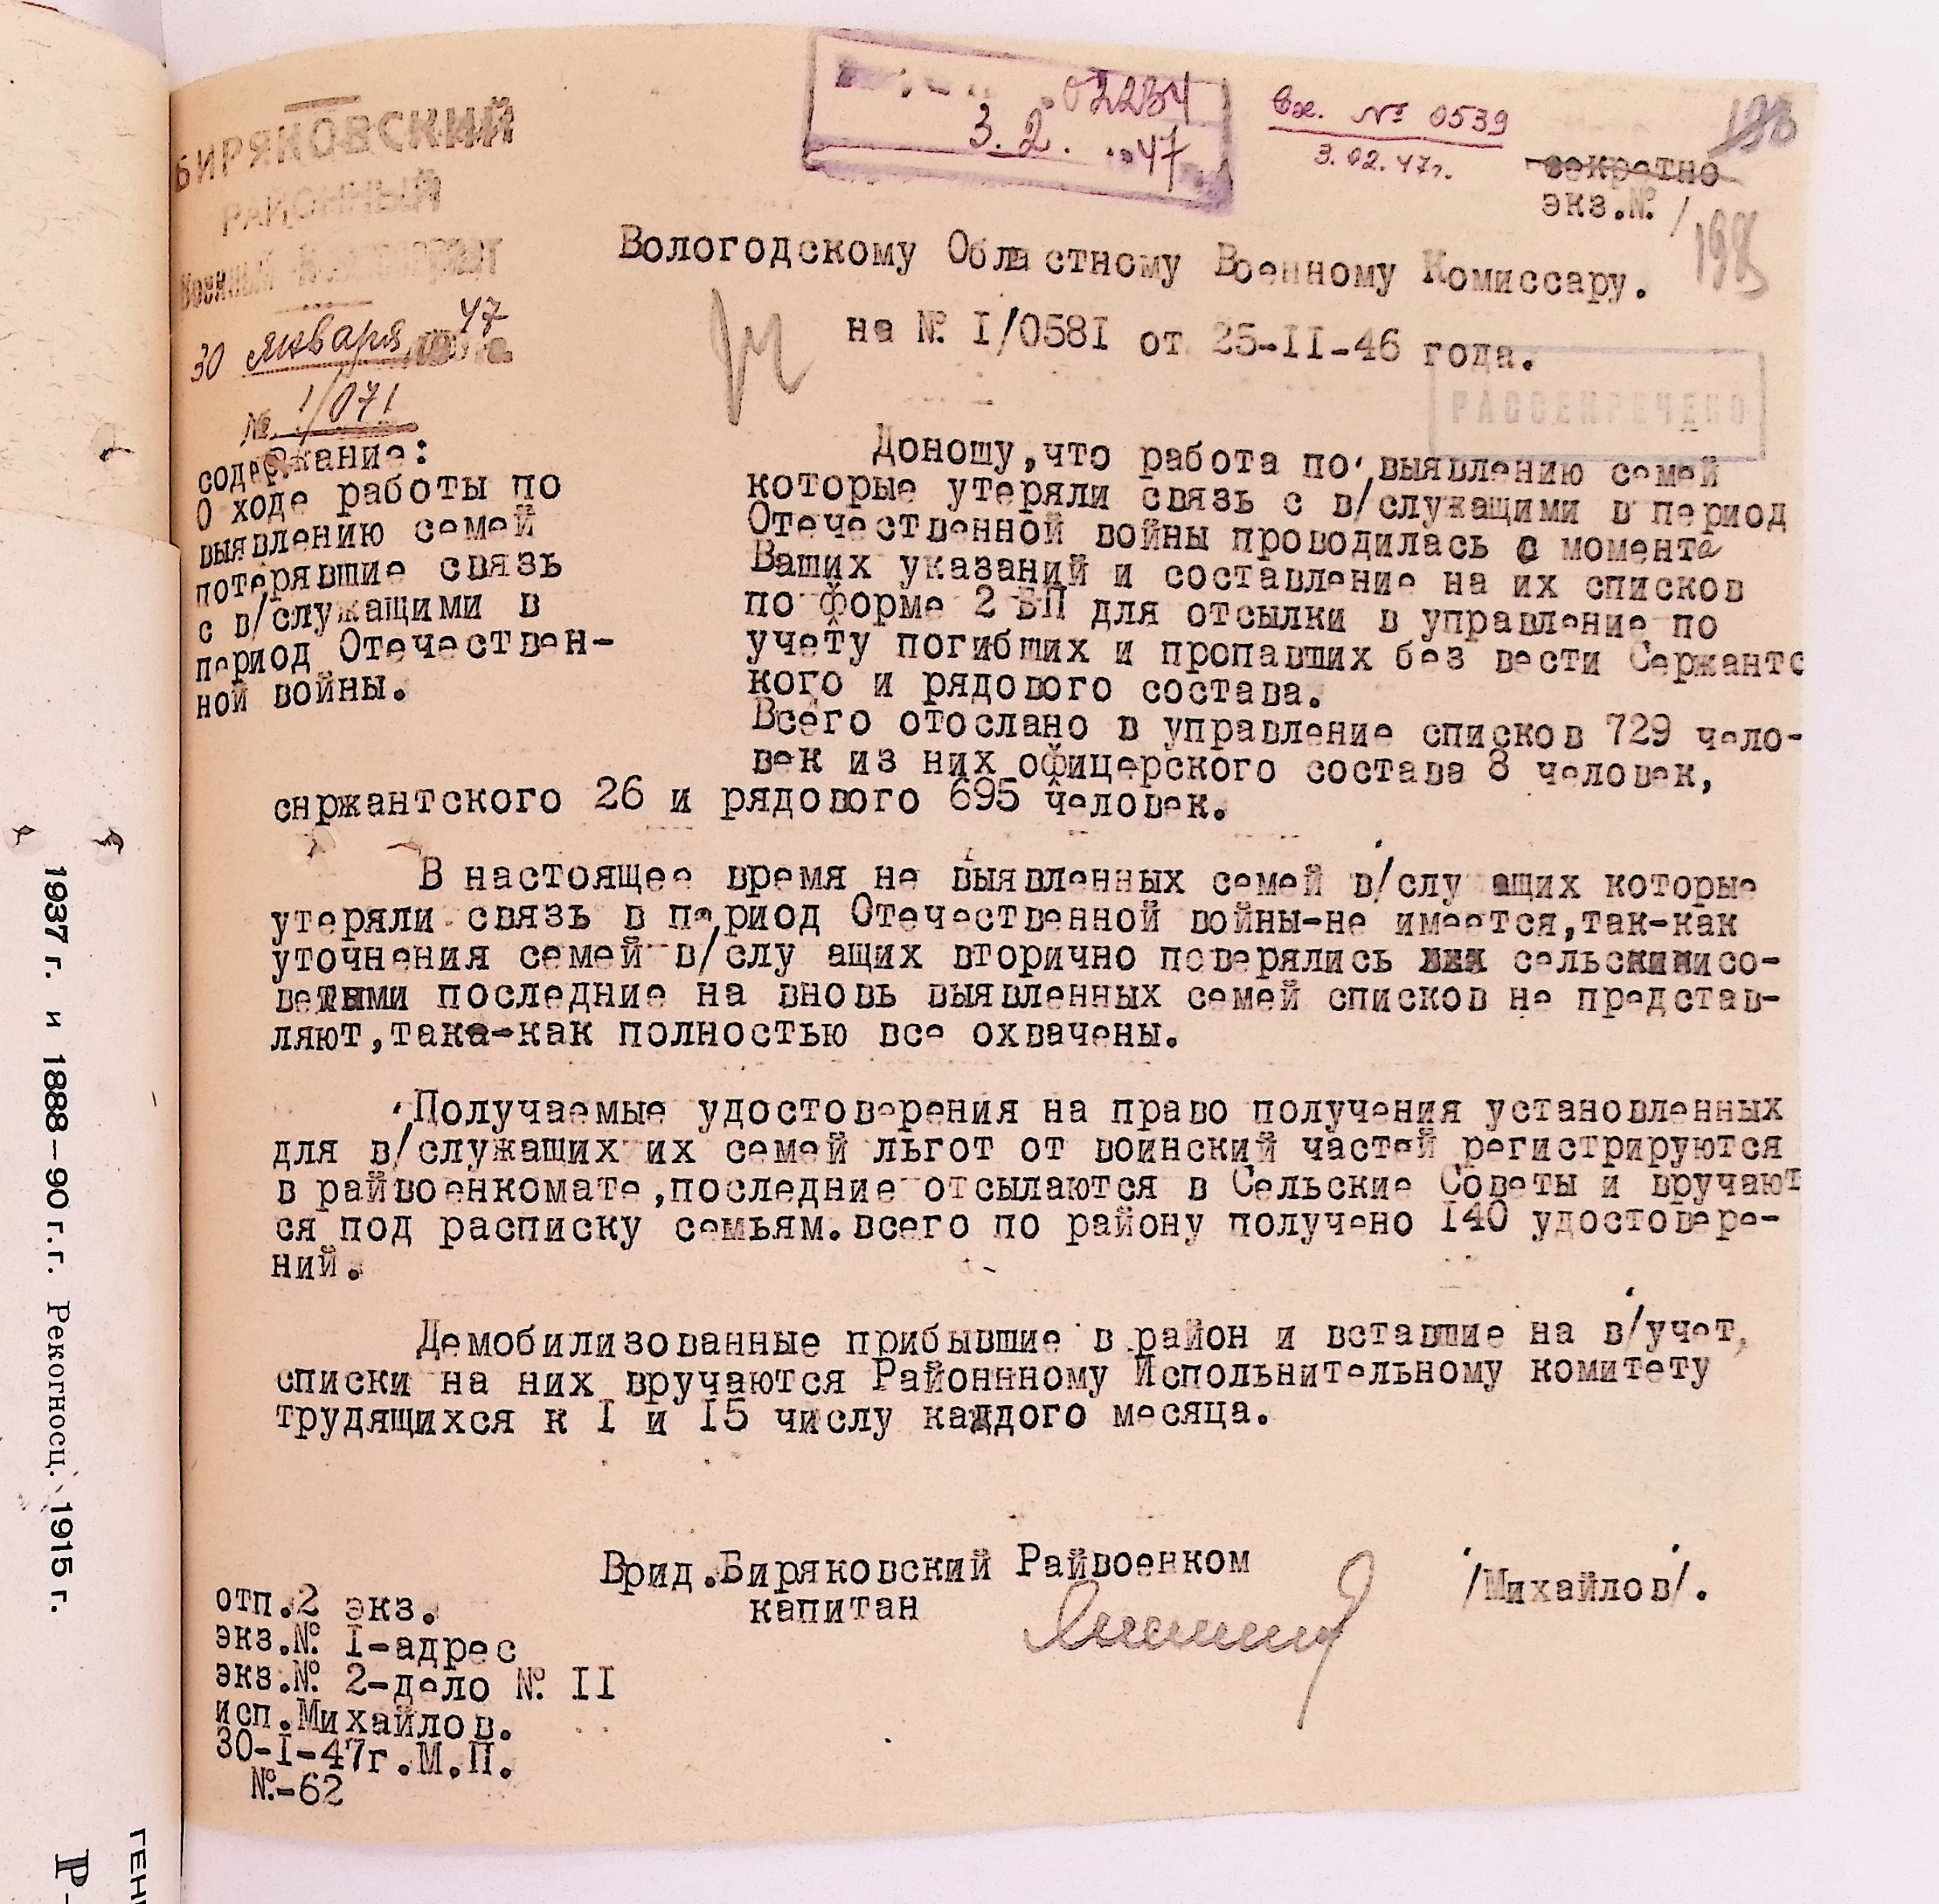 БИРЯКОВСКИЙ
РАЙОННЫЙ
Военный Комиссариат
30 января 47
№ 1/071
02234
3.2. 47
Вх. № 0539
3.02.47г.
198
секретно
экз.№ 1
198
Вологодскому Областному Военному Комиссару.
на № I/0581 от 25-II-46 года.
РАССЕКРЕЧЕНО
содержание:
О ходе работы по
выявлению семей
потерявшие связь
с в/служащими в
период Отечествен-
ной войны.
Доношу,что работа по выявлению семей
которые утеряли связь с в/служащими в период
Отечественной войны проводилась с момента
Ваших указаний и составление на их списков
по форме 2 БП для отсылки в управление по
учету погибших и пропавших без вести Сержантс
кого и рядового состава.
Всего отослано в управление списков 729 чело-
век из них офицерского состава 8 человек,
снржантского 26 и рядового 695 человек.
В настоящее время не выявленных семей в/слу ащих которые
утеряли связь в период Отечественной войны-не имеется,так-как
уточнения семей в/слу ащих вторично поверялись сельскимисо-
ветами последние на вновь выявленных семей списков не представ-
ляют,така-как полностью все охвачены.
Получаемые удостоверения на право получения установленных
для в/служащих их семей льгот от воинский частей регистрируются
в райвоенкомате,последние отсылаются в Сельские Советы и вручают
ся под расписку семьям.всего по району получено 140 удостовере-
ний.
Демобилизованные прибывшие в район и вставшие на в/учет,
списки на них вручаются Районнному Испольнительному комитету
трудящихся к I и I5 числу каждого месяца.
Врид.Биряковский Райвоенком
капитан
/Михайлов/.
отп.2 экз.
экз.№ I-адрес
экз.№ 2-дело № II
исп.Михайлов.
30-I-47г.М.П.
№-62
1937 г. и 1888–90 г.г. Рекогносц. 1915 г.
ГЕН
Р-